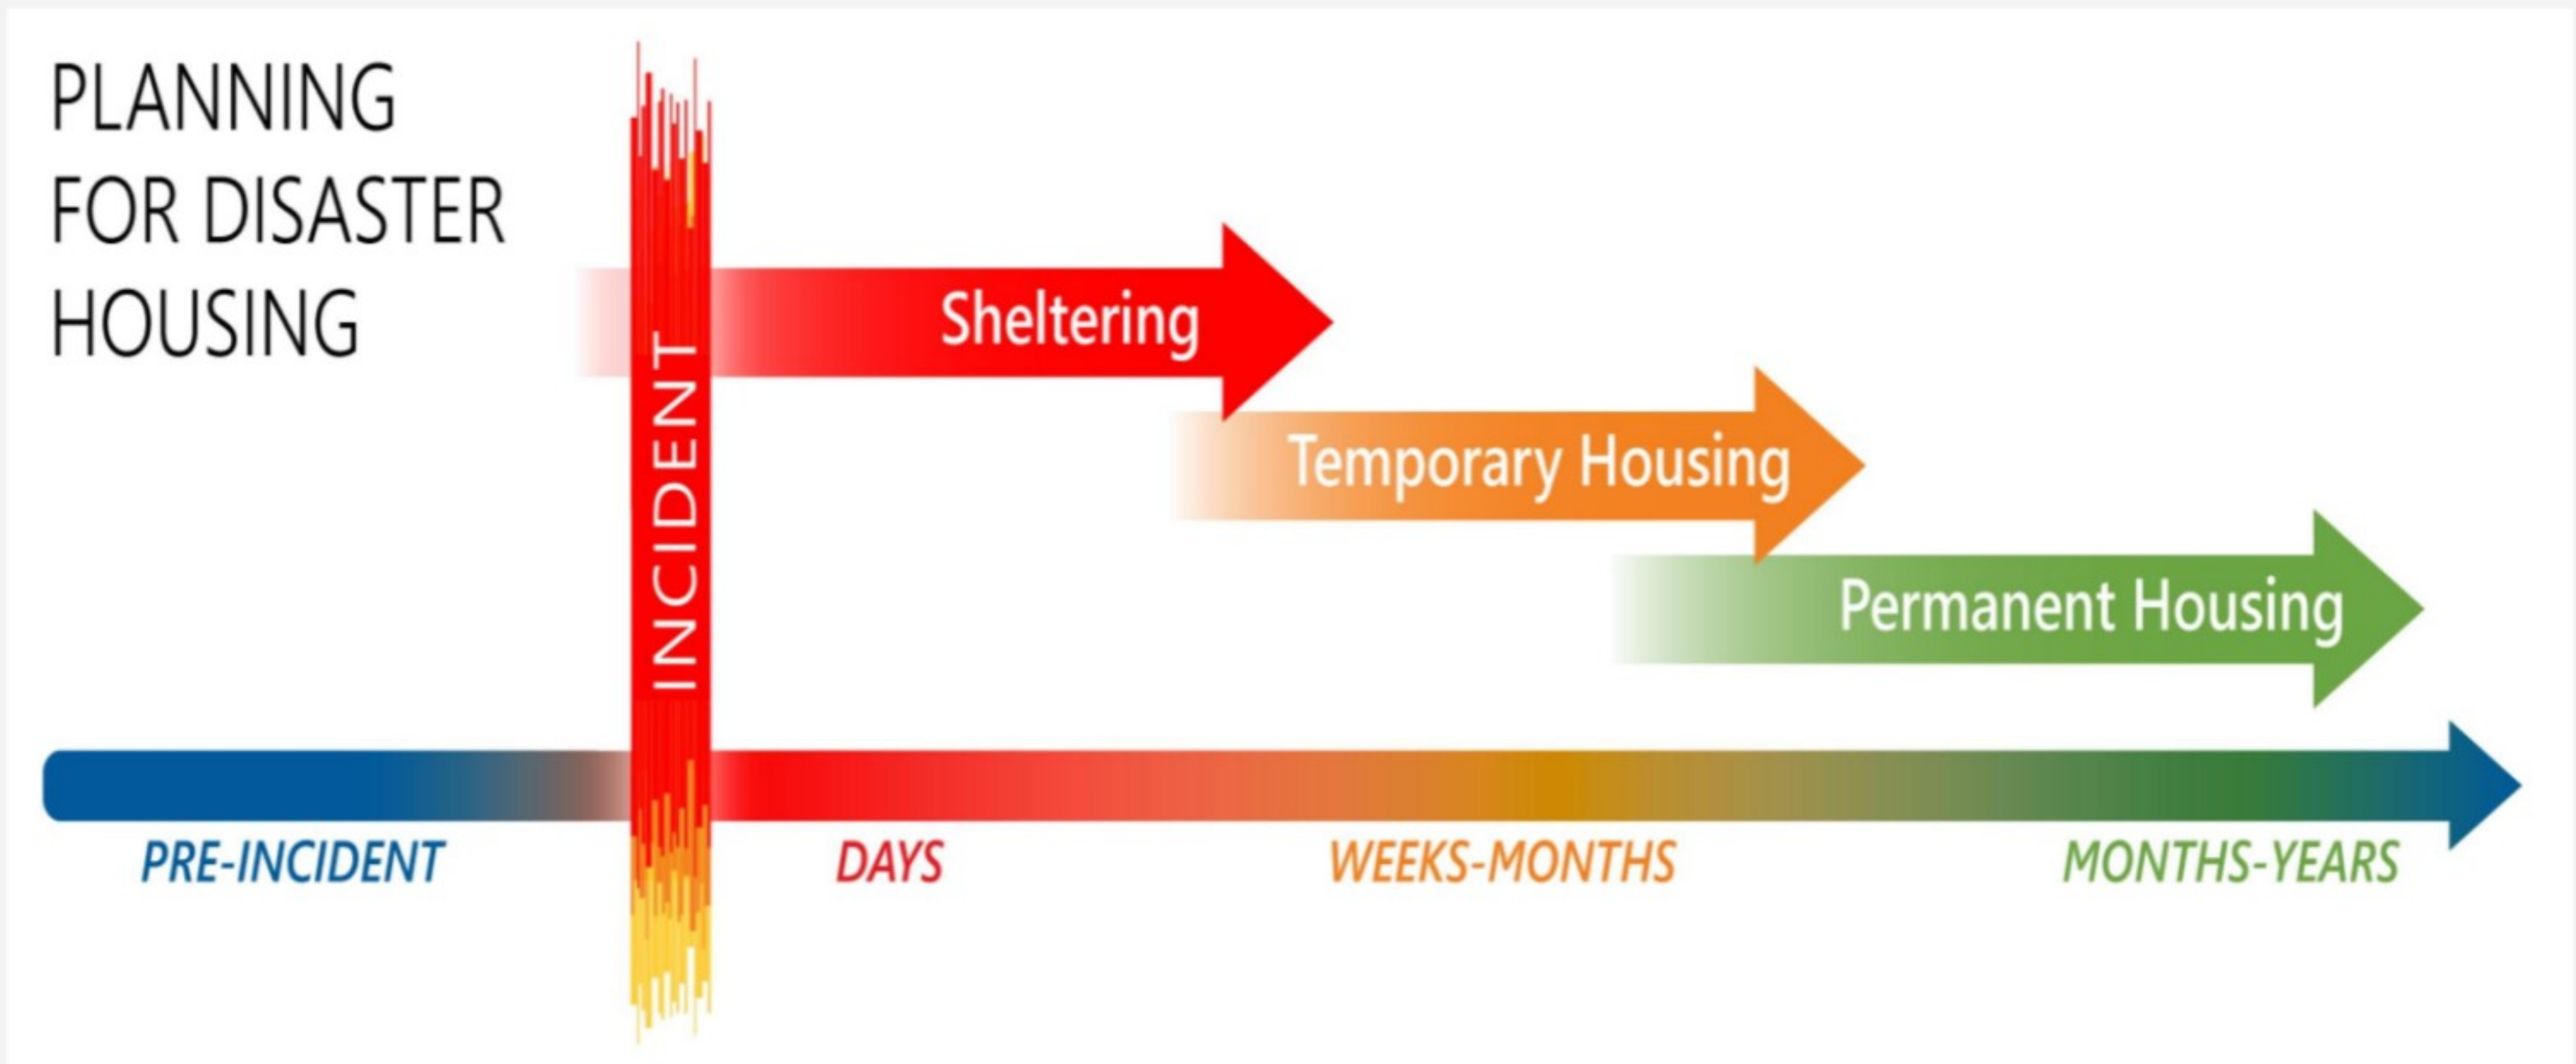 PLANNING
FOR DISASTER
HOUSING
INCIDENT
Sheltering
Temporary Housing
Permanent Housing
PRE-INCIDENT
DAYS
WEEKS-MONTHS
MONTHS-YEARS